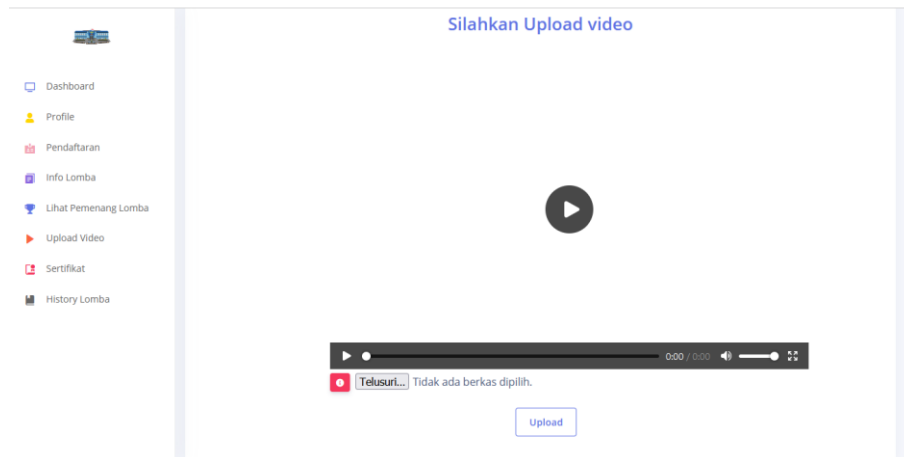 Silahkan Upload video
Dashboard
Profile
Pendaftaran
Info Lomba
Lihat Pemenang Lomba
Upload Video
Sertifikat
History Lomba
0:00 / 0:00
Telusuri... Tidak ada berkas dipilih.
Upload